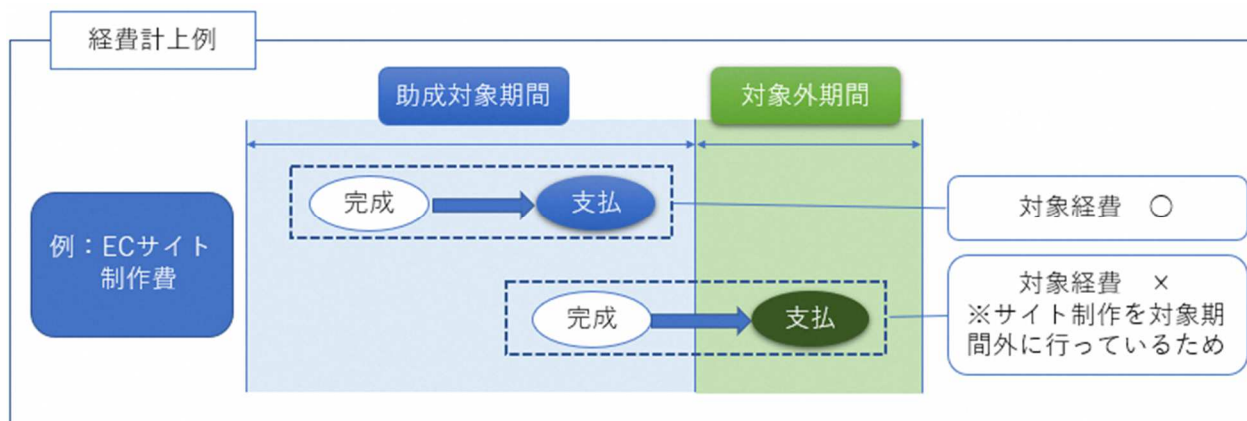 経費計上例
助成対象期間
対象外期間
例：ECサイト
制作費
完成
支払
対象経費　○
完成
支払
対象経費　×
※サイト制作を対象期
間外に行っているため